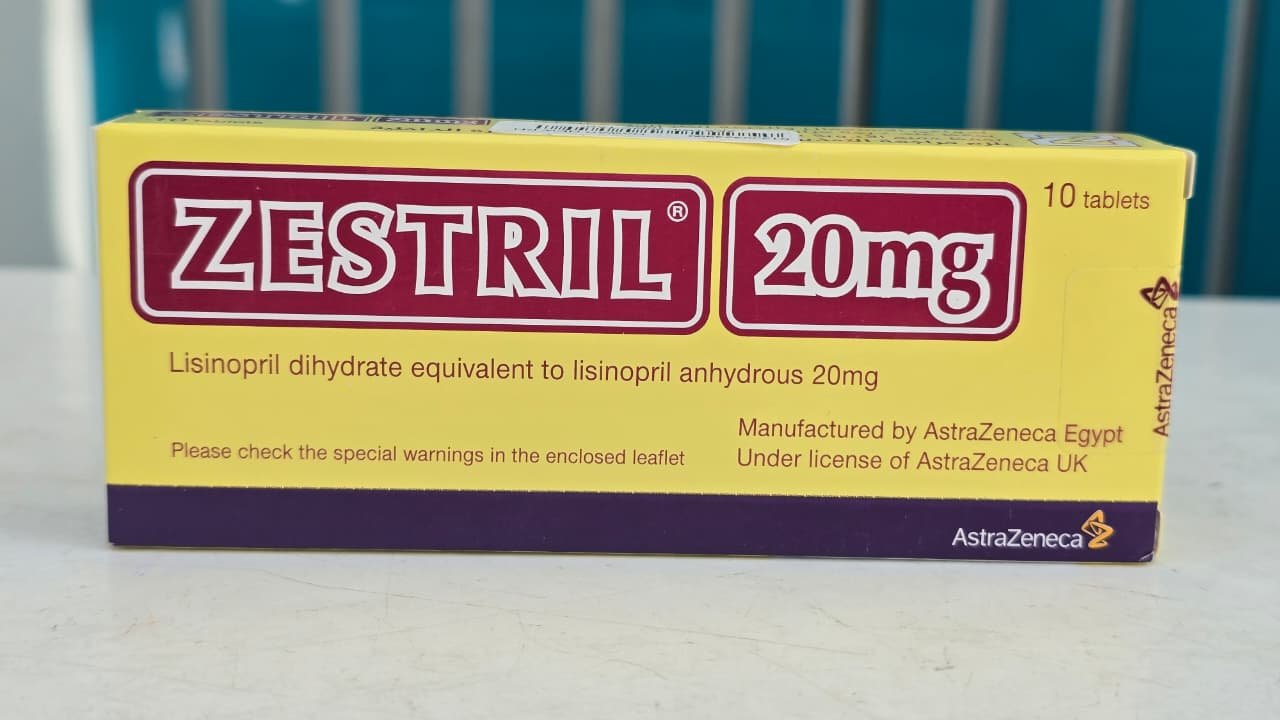 ZESTRIL® 20mg
10 tablets
Lisinopril dihydrate equivalent to lisinopril anhydrous 20mg
Please check the special warnings in the enclosed leaflet
Manufactured by AstraZeneca Egypt
Under license of AstraZeneca UK
AstraZeneca
AstraZeneca